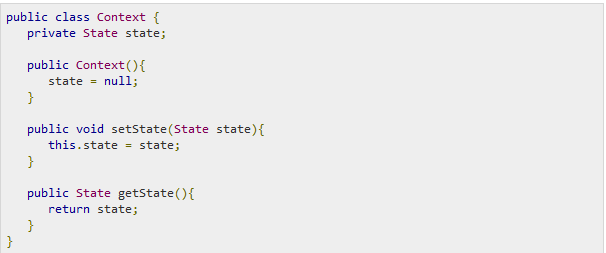 public class Context {
   private State state;

   public Context(){
      state = null;
   }

   public void setState(State state){
      this.state = state;
   }

   public State getState(){
      return state;
   }
}